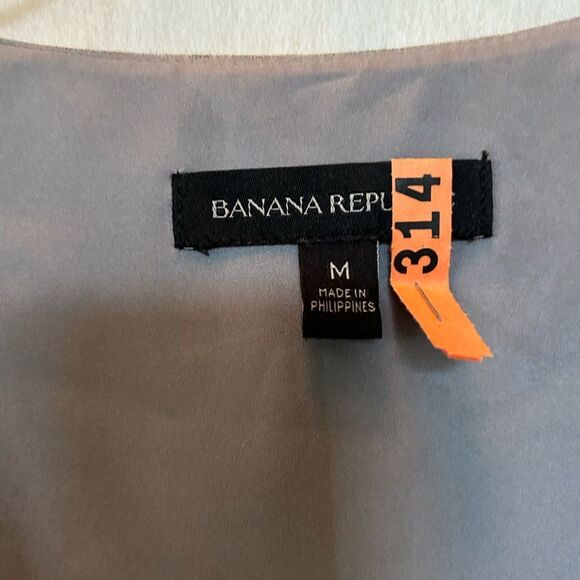 BANANA REPU
314
M
MADE IN
PHILIPPINES